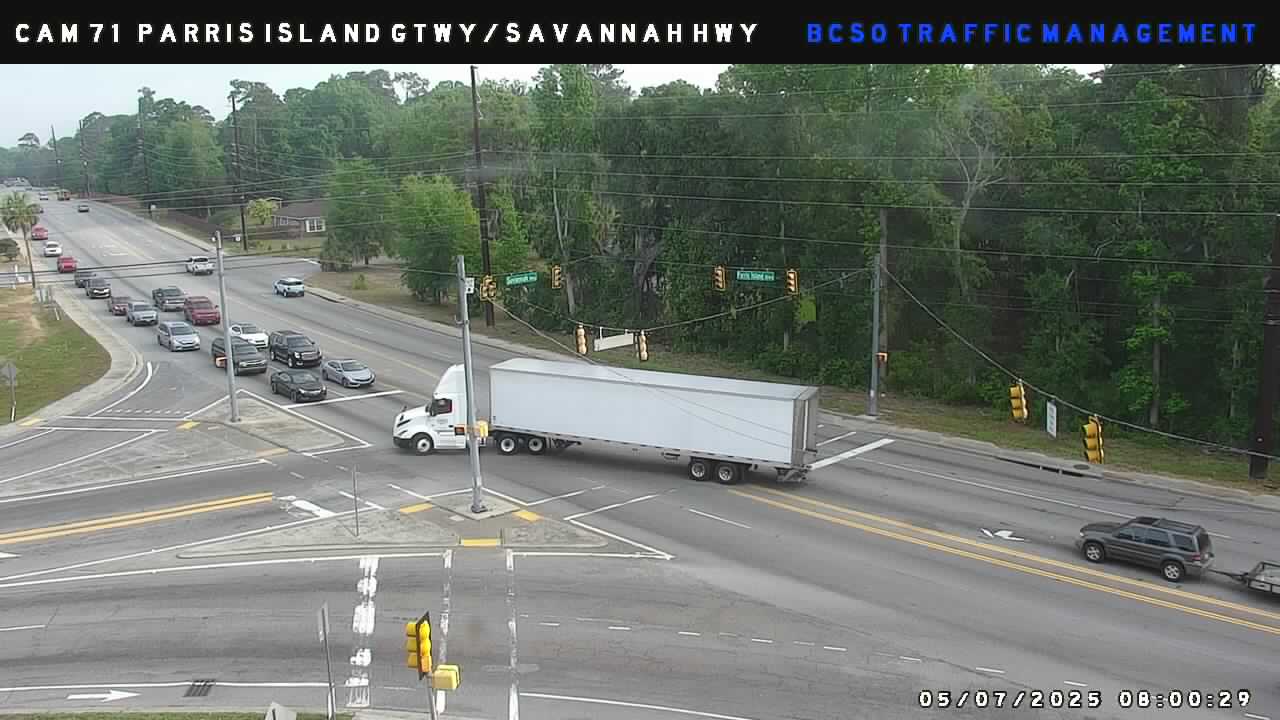 CAM 71 PARRIS ISLAND GTWY/SAVANNAH HWY
BCSO TRAFFIC MANAGEMENT
05/07/2025 08:00:29